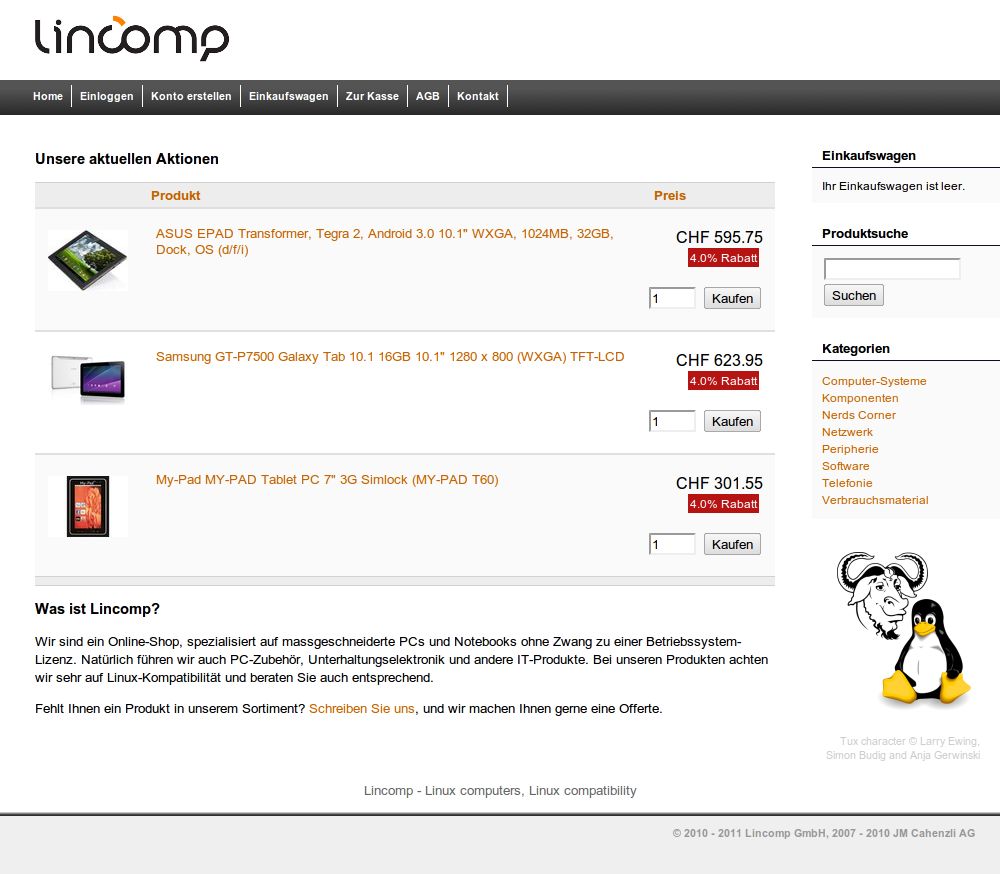 lincomp
Home
Einloggen
Konto erstellen
Einkaufswagen
Zur Kasse
AGB
Kontakt
Unsere aktuellen Aktionen
Produkt Preis
ASUS EPAD Transformer, Tegra 2, Android 3.0 10.1" WXGA, 1024MB, 32GB,
Dock, OS (d/f/i)
CHF 595.75
4.0% Rabatt
1 Kaufen
Samsung GT-P7500 Galaxy Tab 10.1 16GB 10.1" 1280 x 800 (WXGA) TFT-LCD
CHF 623.95
4.0% Rabatt
1 Kaufen
My-Pad MY-PAD Tablet PC 7" 3G Simlock (MY-PAD T60)
CHF 301.55
4.0% Rabatt
1 Kaufen
Was ist Lincomp?
Wir sind ein Online-Shop, spezialisiert auf massgeschneiderte PCs und Notebooks ohne Zwang zu einer Betriebssystem-
Lizenz. Natürlich führen wir auch PC-Zubehör, Unterhaltungselektronik und andere IT-Produkte. Bei unseren Produkten achten
wir sehr auf Linux-Kompatibilität und beraten Sie auch entsprechend.
Fehlt Ihnen ein Produkt in unserem Sortiment? Schreiben Sie uns, und wir machen Ihnen gerne eine Offerte.
Einkaufswagen
Ihr Einkaufswagen ist leer.
Produktsuche
Suchen
Kategorien
Computer-Systeme
Komponenten
Nerds Corner
Netzwerk
Peripherie
Software
Telefonie
Verbrauchsmaterial
Tux character © Larry Ewing,
Simon Budig and Anja Gerwinski
Lincomp - Linux computers, Linux compatibility
© 2010 - 2011 Lincomp GmbH, 2007 - 2010 JM Cahenzli AG